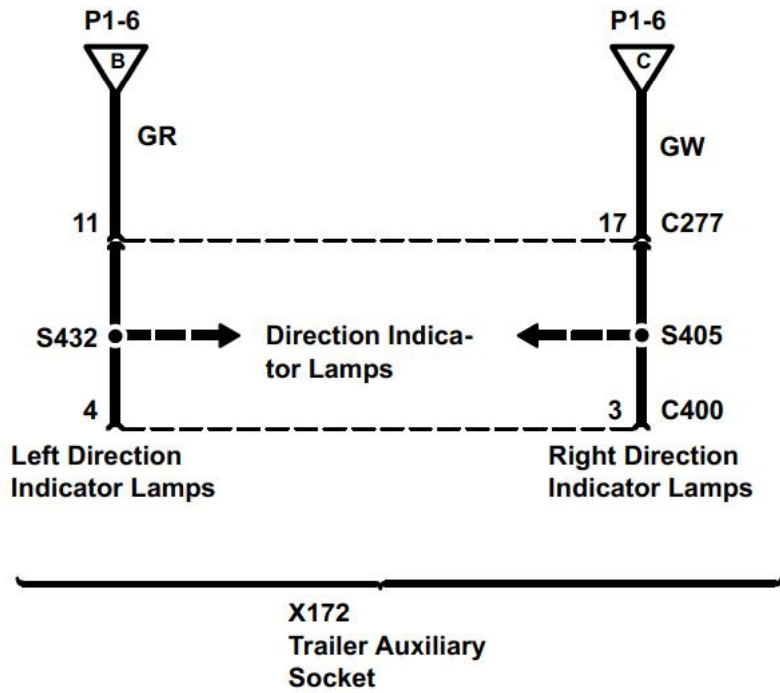 P1-6
P1-6
B
C
GR
GW
11
17 C277
S432
Direction Indica-
tor Lamps
S405
4
3 C400
Left Direction
Indicator Lamps
Right Direction
Indicator Lamps
X172
Trailer Auxiliary
Socket